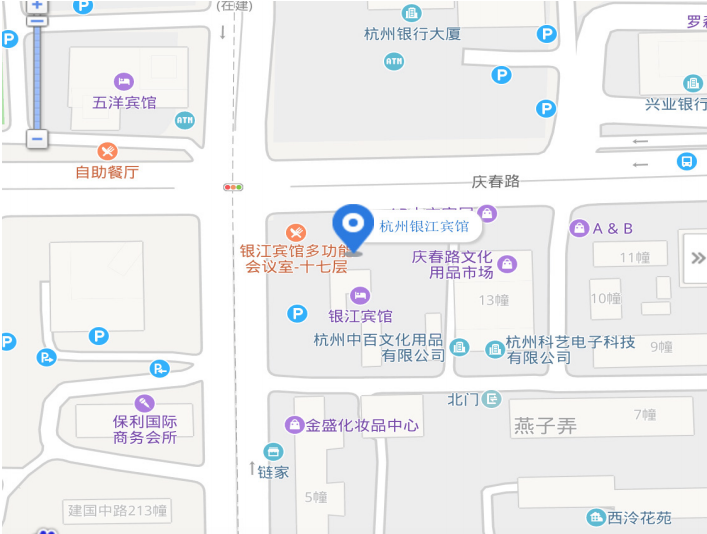 (在建)
杭州银行大厦
罗森
ATM
五洋宾馆
兴业银行
ATM
自助餐厅
庆春路
杭州银江宾馆
A & B
银江宾馆多功能
会议室-十七层
庆春路文化
用品市场
11幢
10幢
13幢
银江宾馆
杭州中百文化用品
有限公司
杭州科艺电子科技
有限公司
9幢
北门
保利国际
商务会所
金盛化妆品中心
燕子弄
7幢
链家
5幢
建国中路213幢
西泠花苑